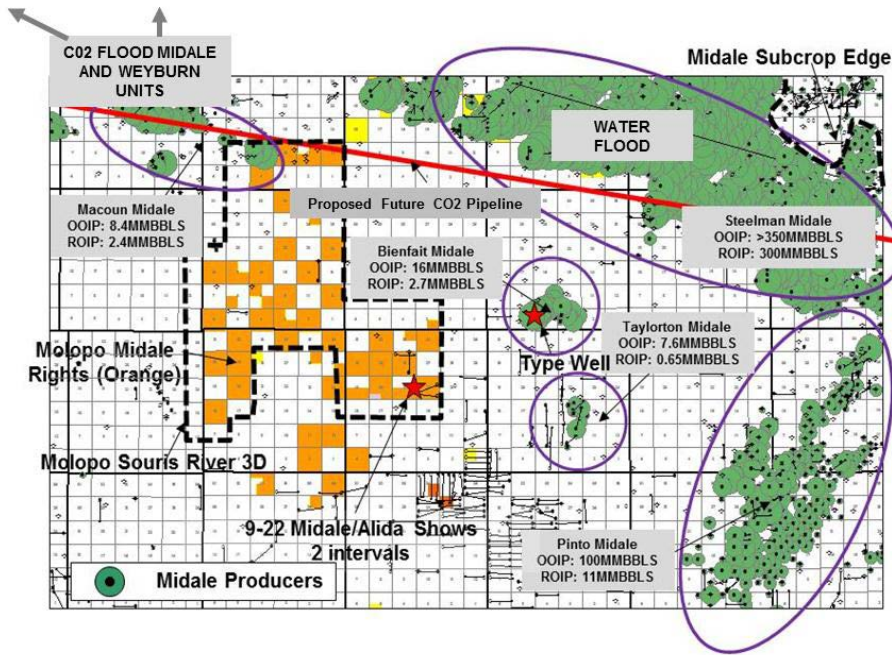 C02 FLOOD MIDALE
AND WEYBURN
UNITS
Midale Subcrop Edge
WATER
FLOOD
Macoun Midale
OOIP: 8.4MMBBLS
ROIP: 2.4MMBBLS
Proposed Future CO2 Pipeline
Steelman Midale
OOIP: >350MMBBLS
ROIP: 300MMBBLS
Bienfait Midale
OOIP: 16MMBBLS
ROIP: 2.7MMBBLS
Taylorton Midale
OOIP: 7.6MMBBLS
ROIP: 0.65MMBBLS
Molopo Midale
Rights (Orange)
Type Well
Molopo Souris River 3D
9-22 Midale/Alida Shows
2 intervals
Pinto Midale
OOIP: 100MMBBLS
ROIP: 11MMBBLS
Midale Producers